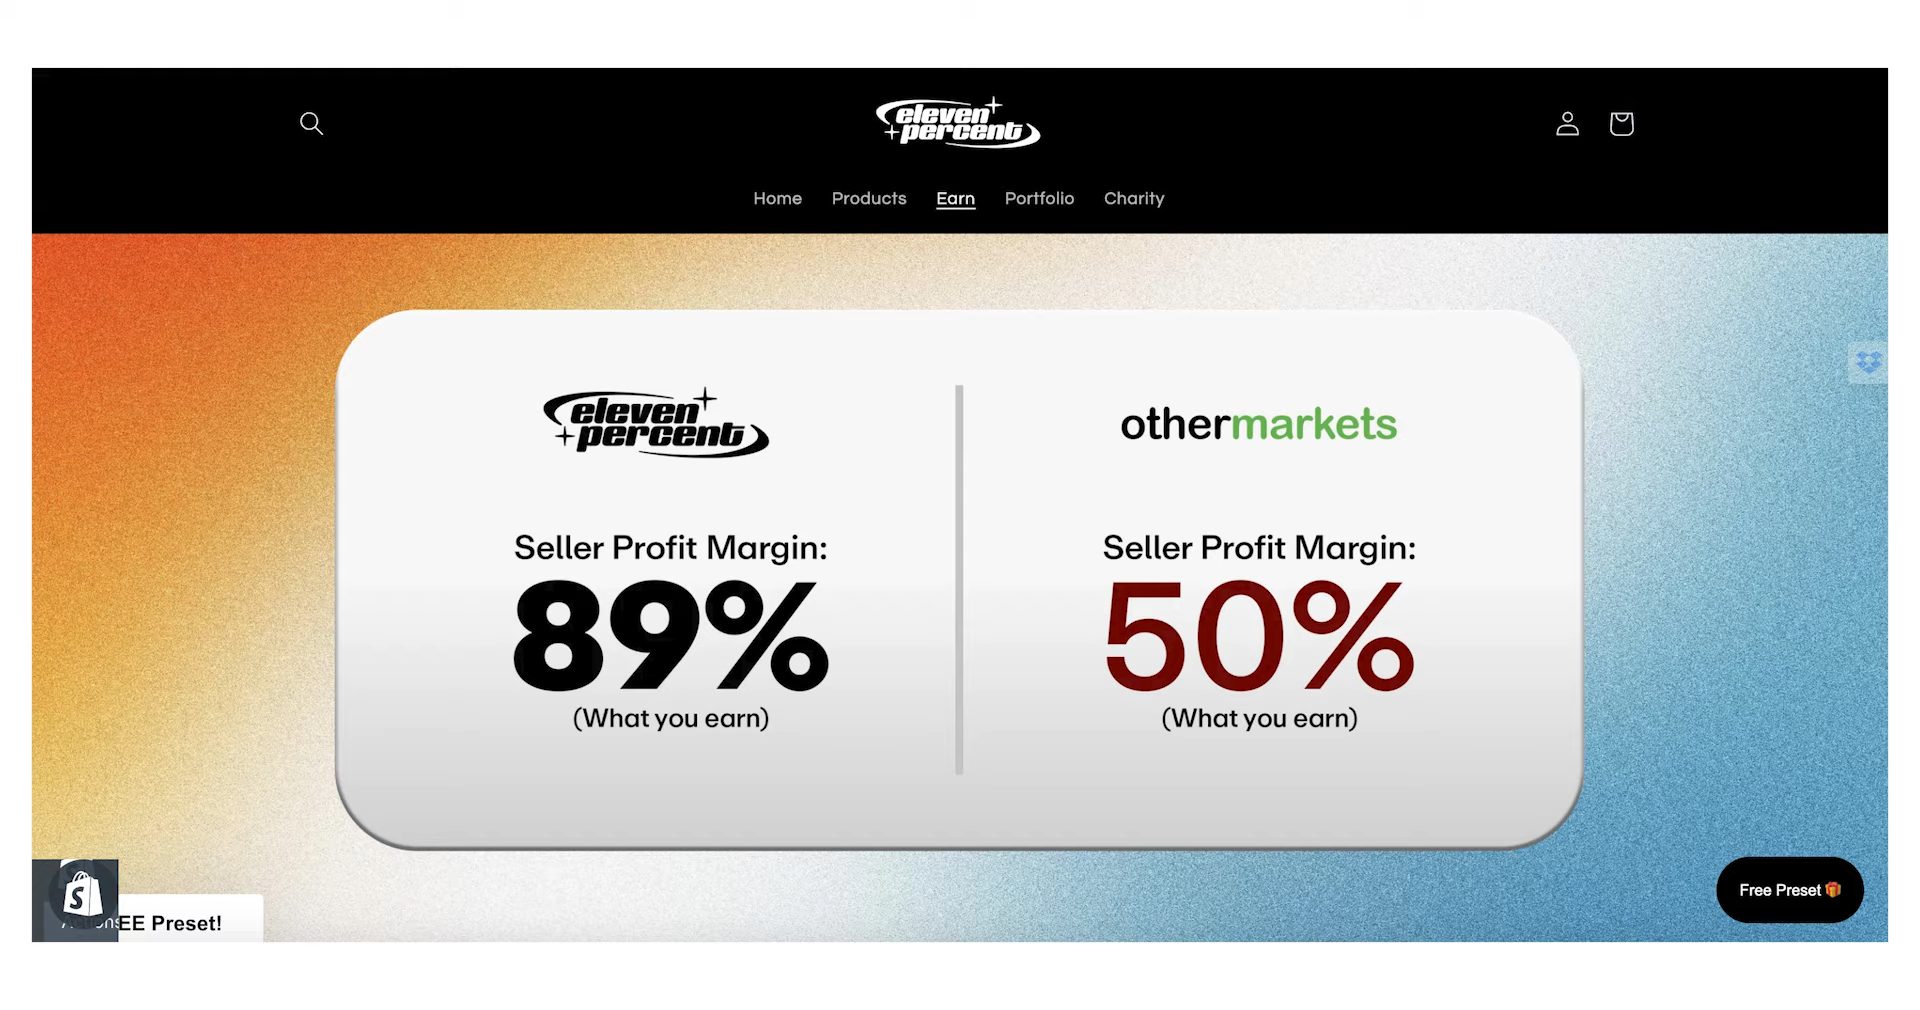 eleven
percent
Home Products Earn Portfolio Charity
eleven
percent
othermarkets
Seller Profit Margin:
89%
(What you earn)
Seller Profit Margin:
50%
(What you earn)
Free Preset
EE Preset!